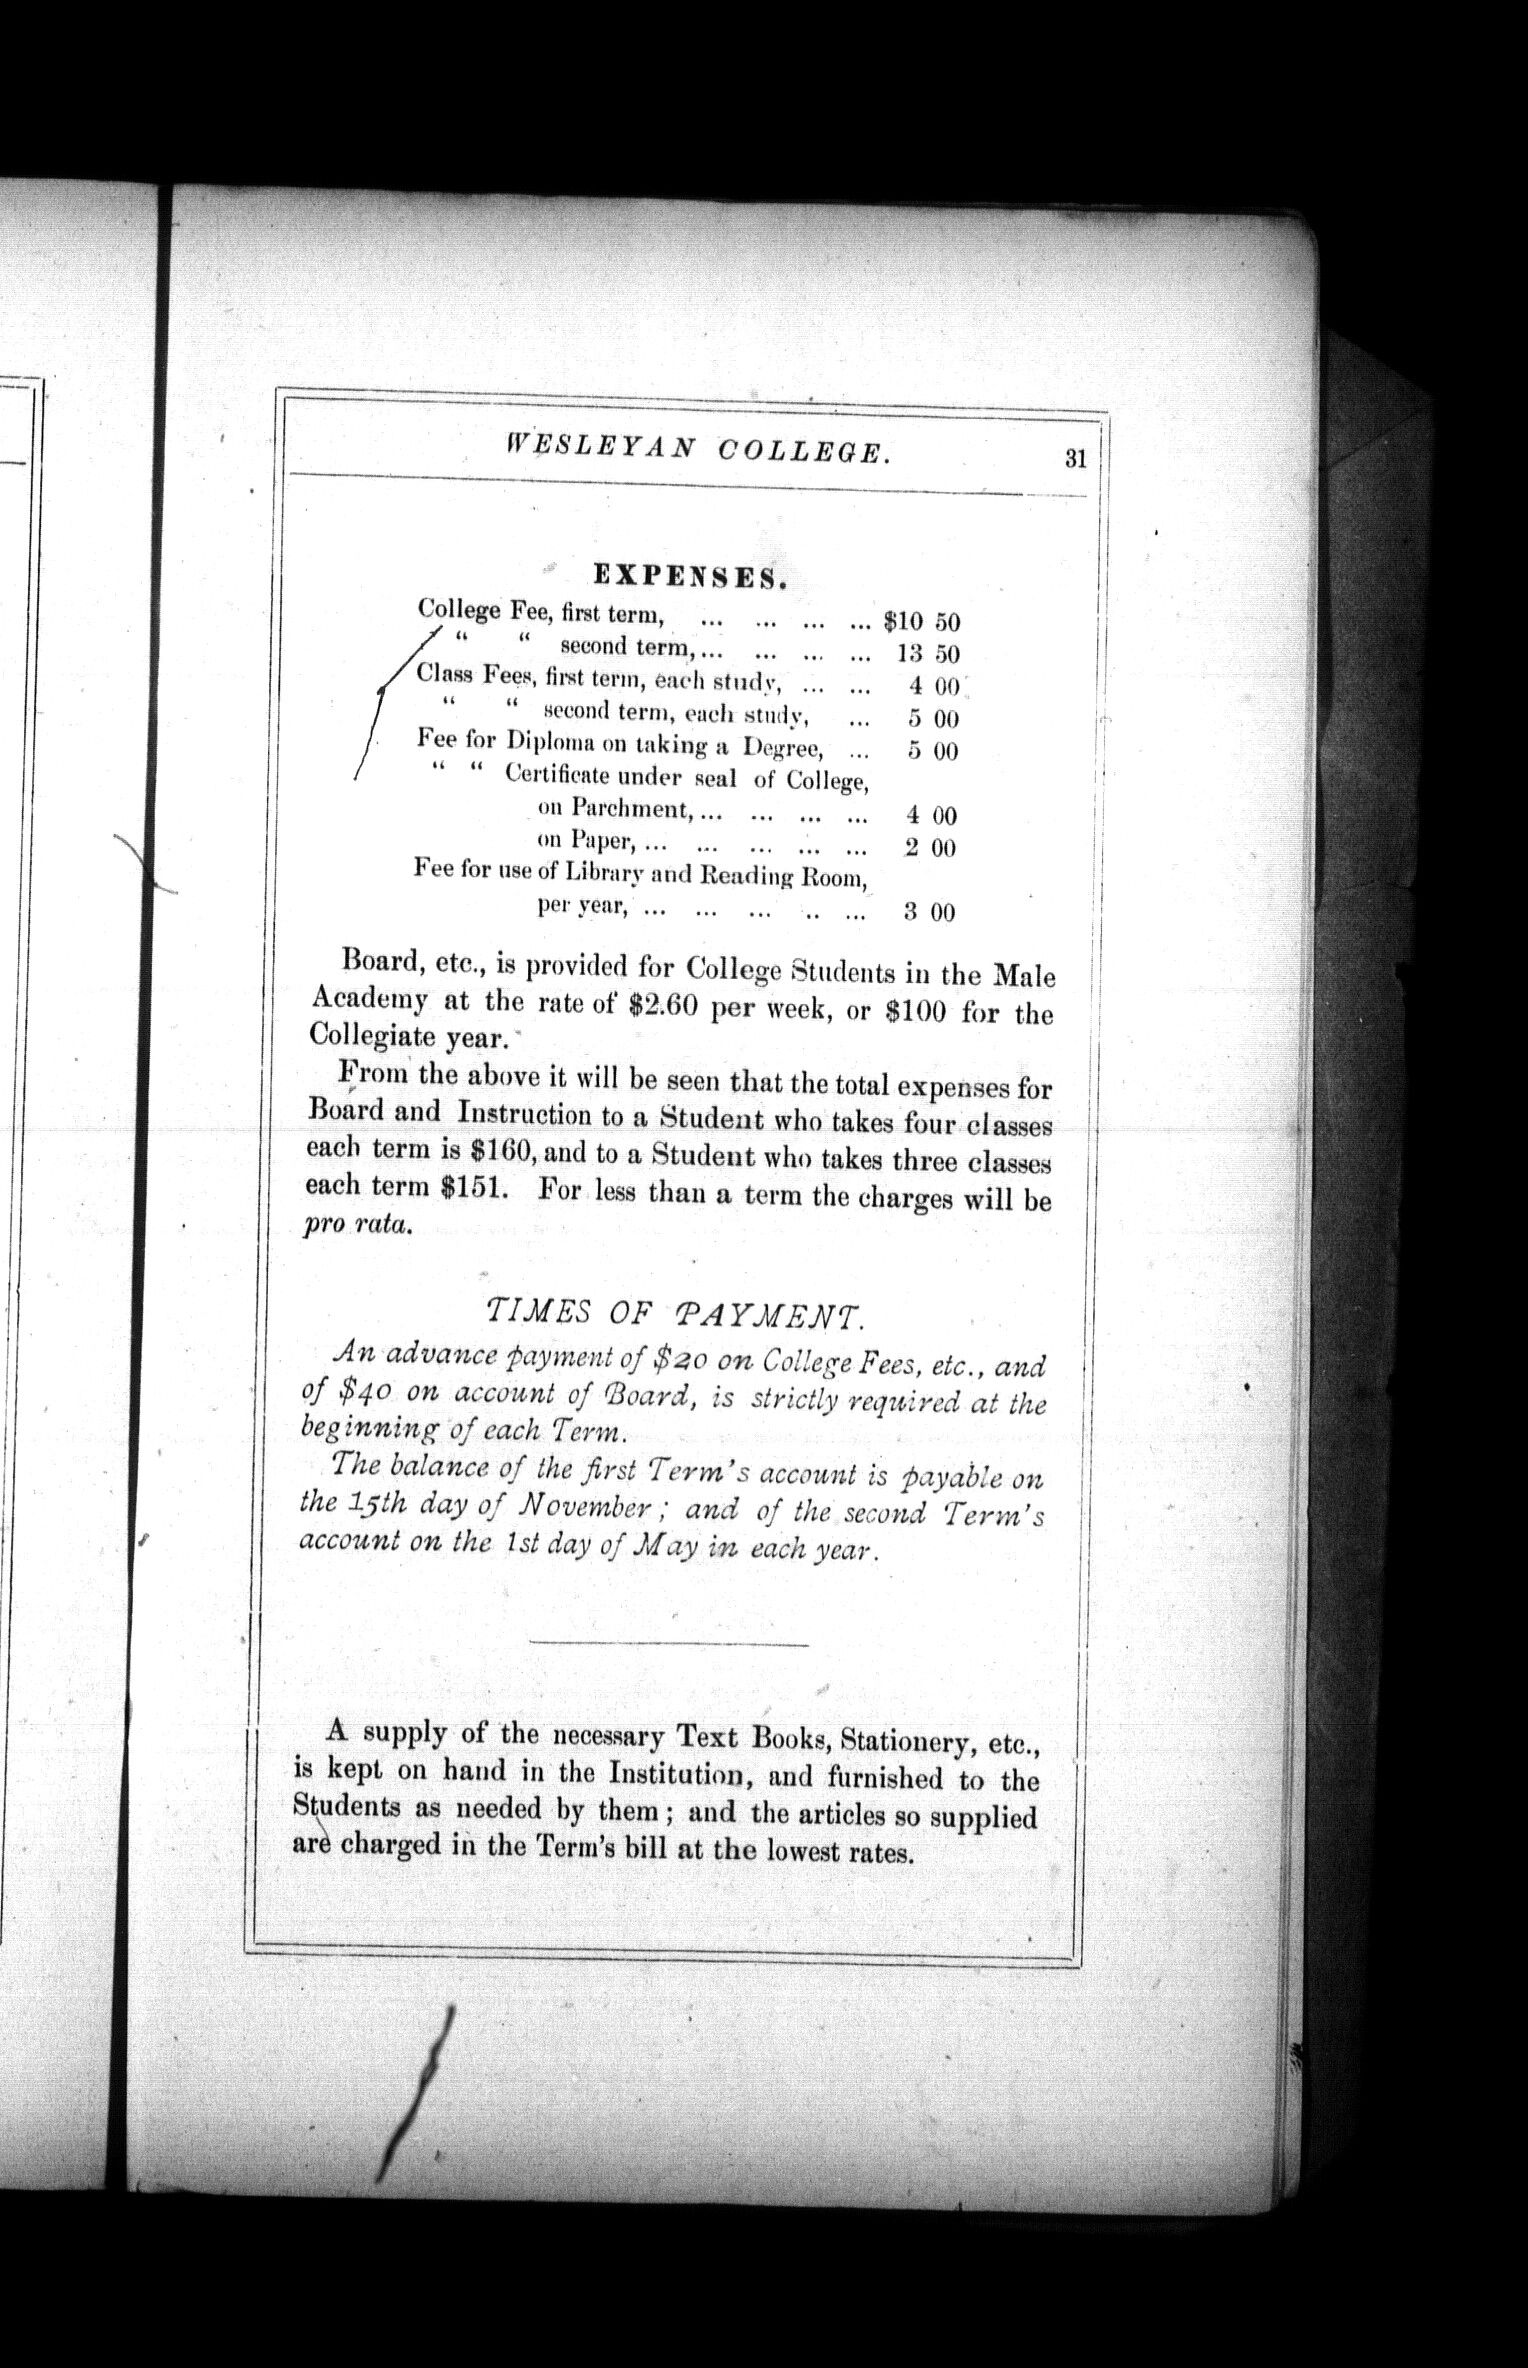 WESLEYAN COLLEGE. 31
EXPENSES.
College Fee, first term, ... ... ... ... $10 50
“ “ second term,... ... ... ... 13 50
Class Fees, first term, each study, ... ... 4 00
“ “ second term, each study, ... 5 00
Fee for Diploma on taking a Degree, ... 5 00
“ “ Certificate under seal of College,
on Parchment,... ... ... ... 4 00
on Paper, ... ... ... ... ... 2 00
Fee for use of Library and Reading Room,
per year, ... ... ... .. ... 3 00
Board, etc., is provided for College Students in the Male
Academy at the rate of $2.60 per week, or $100 for the
Collegiate year.
From the above it will be seen that the total expenses for
Board and Instruction to a Student who takes four classes
each term is $160, and to a Student who takes three classes
each term $151. For less than a term the charges will be
pro rata.
TIMES OF PAYMENT.
An advance payment of $20 on College Fees, etc., and
of $40 on account of Board, is strictly required at the
beginning of each Term.
The balance of the first Term's account is payable on
the 15th day of November ; and of the second Term's
account on the 1st day of May in each year.
A supply of the necessary Text Books, Stationery, etc.,
is kept on hand in the Institution, and furnished to the
Students as needed by them ; and the articles so supplied
are charged in the Term's bill at the lowest rates.